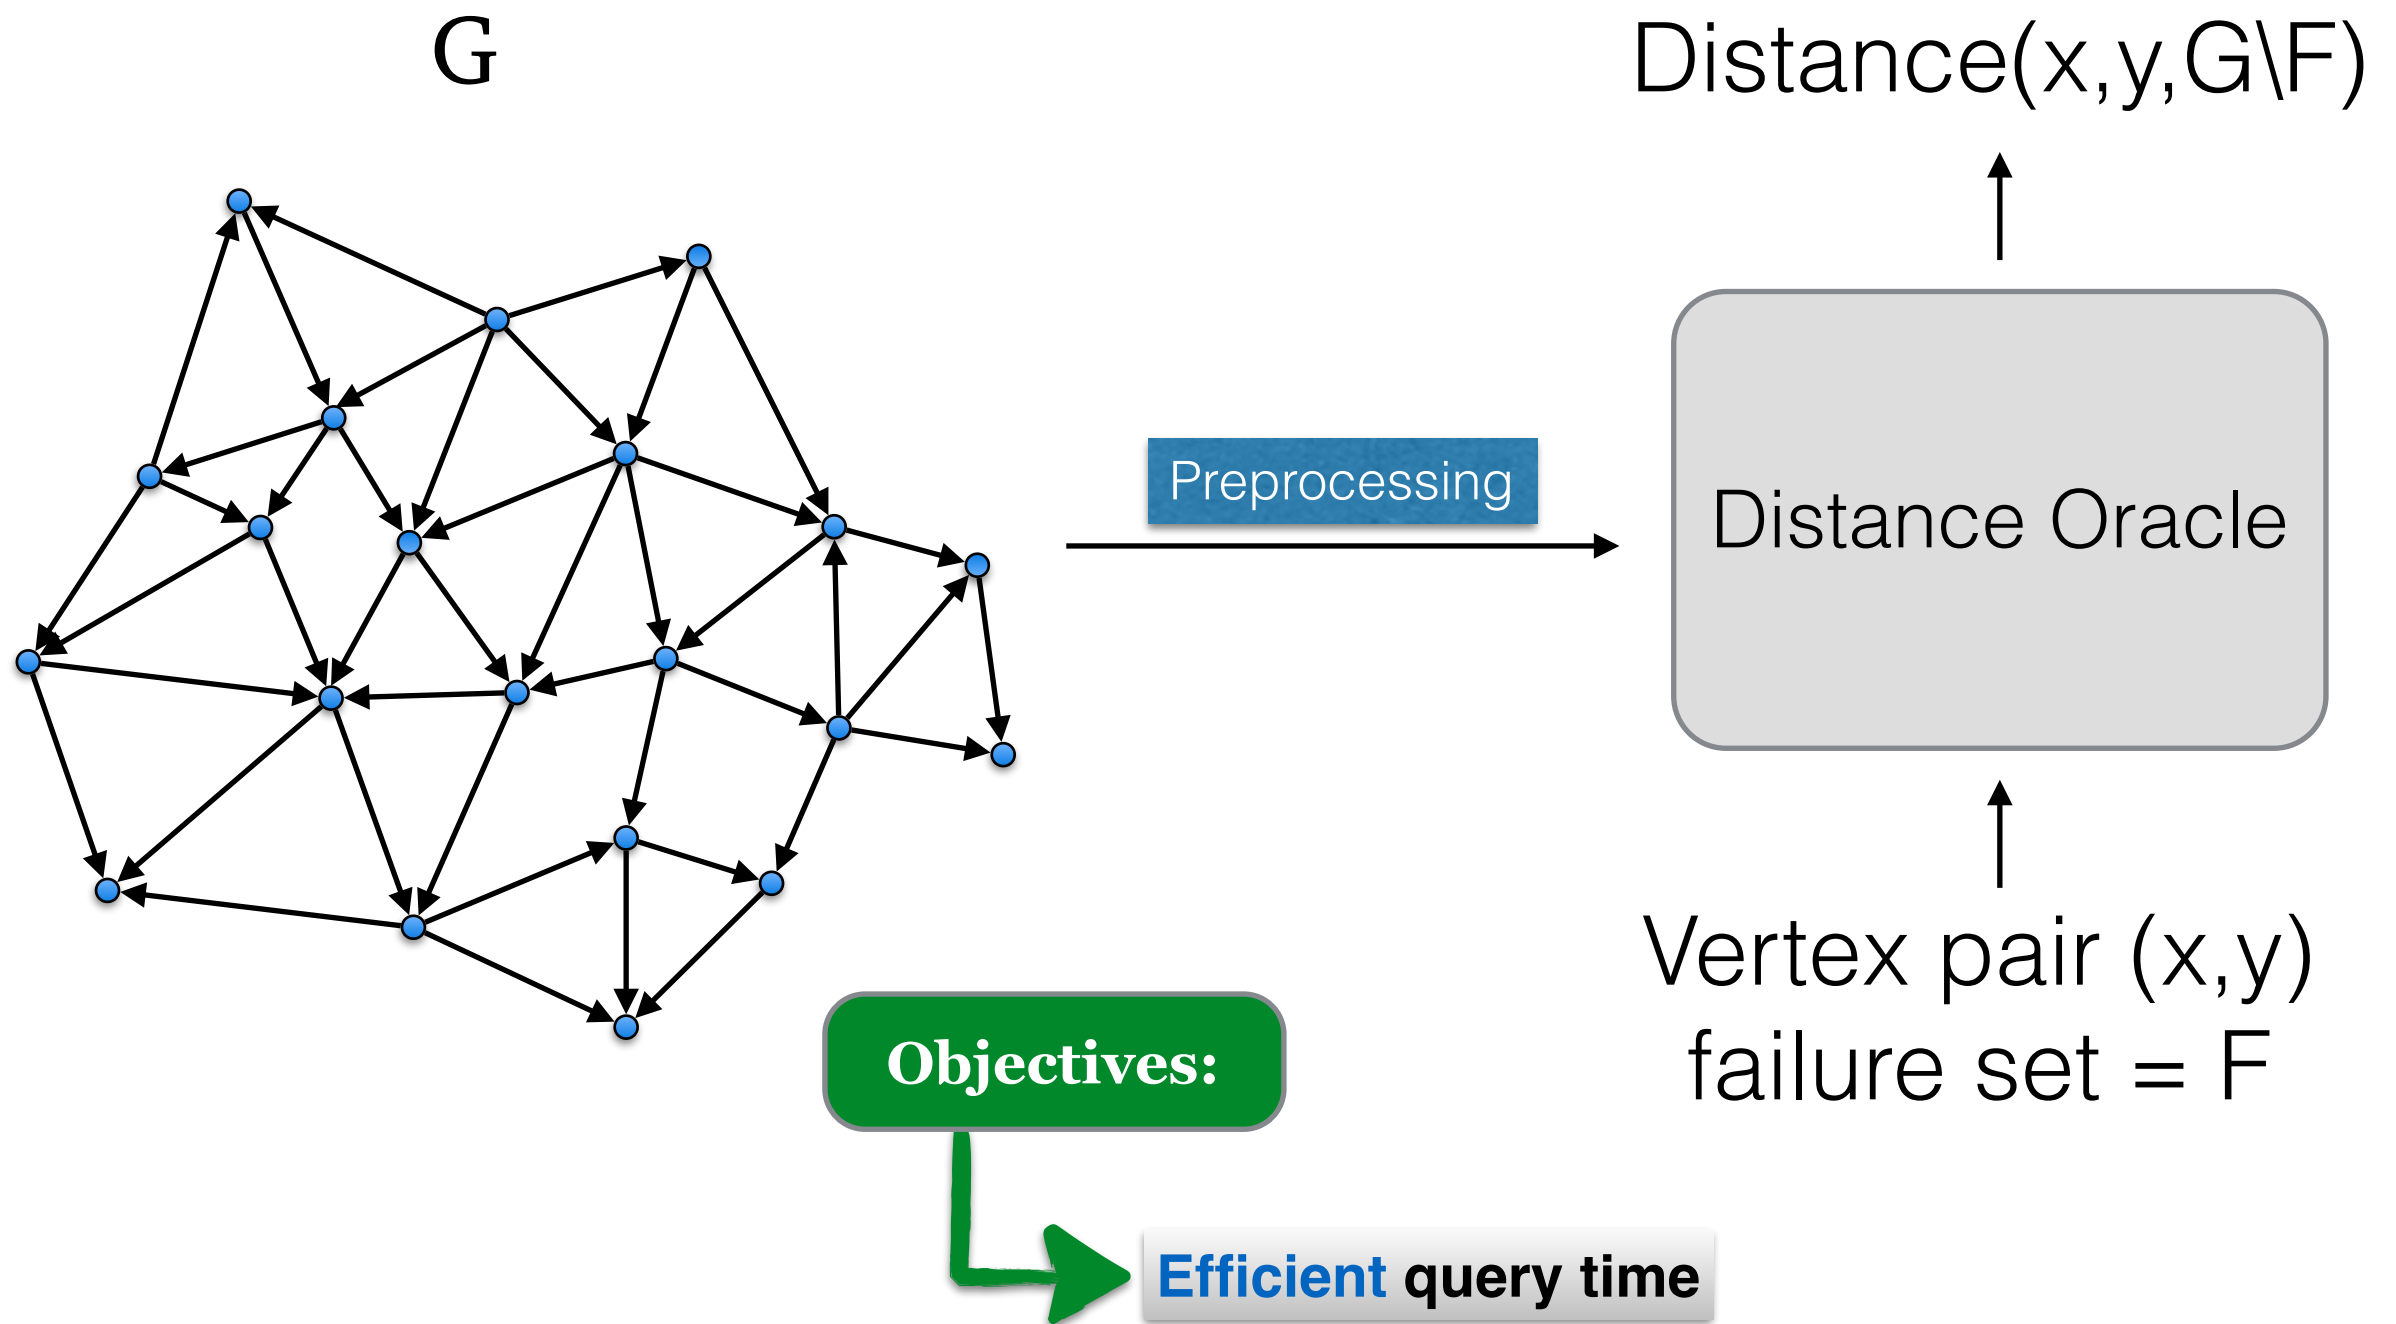 G
Distance(x,y,G\F)
Preprocessing
Distance Oracle
Vertex pair (x,y)
failure set = F
Objectives:
Efficient query time